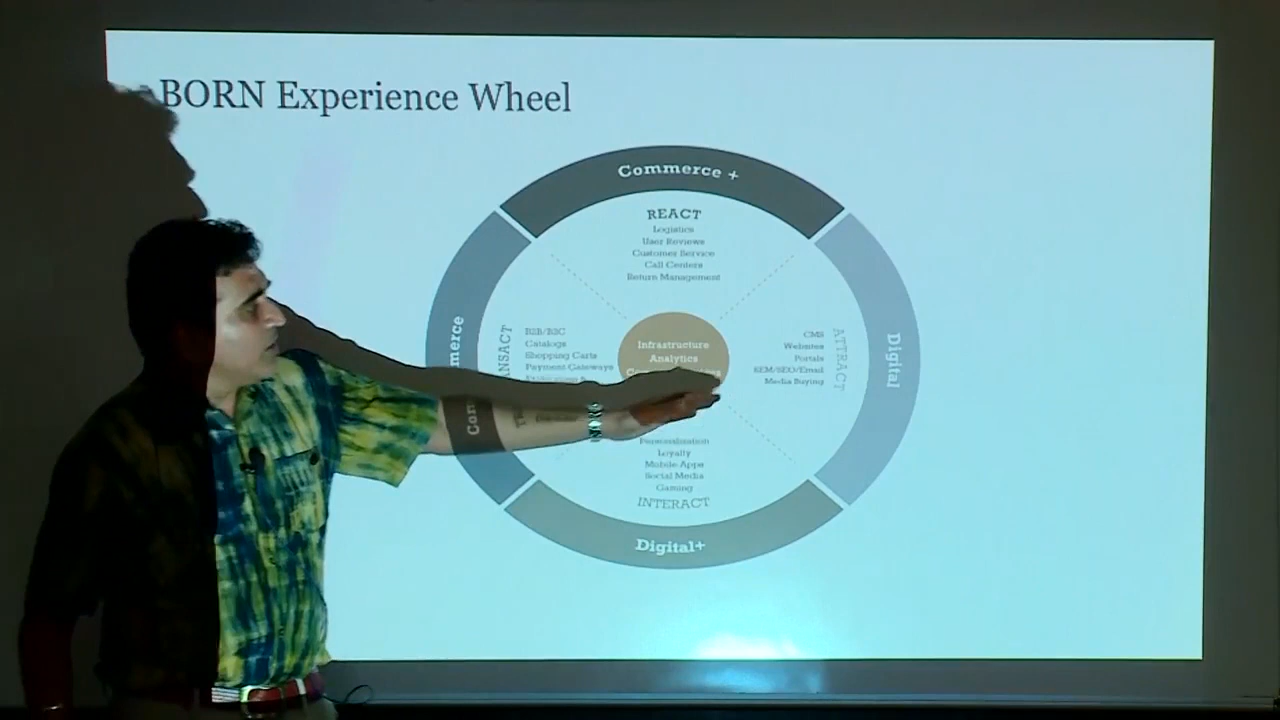 BORN Experience Wheel
Commerce +
REACT
Logistics
User Reviews
Customer Service
Call Centers
Return Management
B2B/B2C
Catalogs
Shopping Carts
Payment Gateways
Infrastructure
Analytics
CMS
Websites
Portals
SEM/SEO/Email
Media Buying
ATTRACT
Digital
Personalization
Loyalty
Mobile Apps
Social Media
Gaming
INTERACT
Digital+